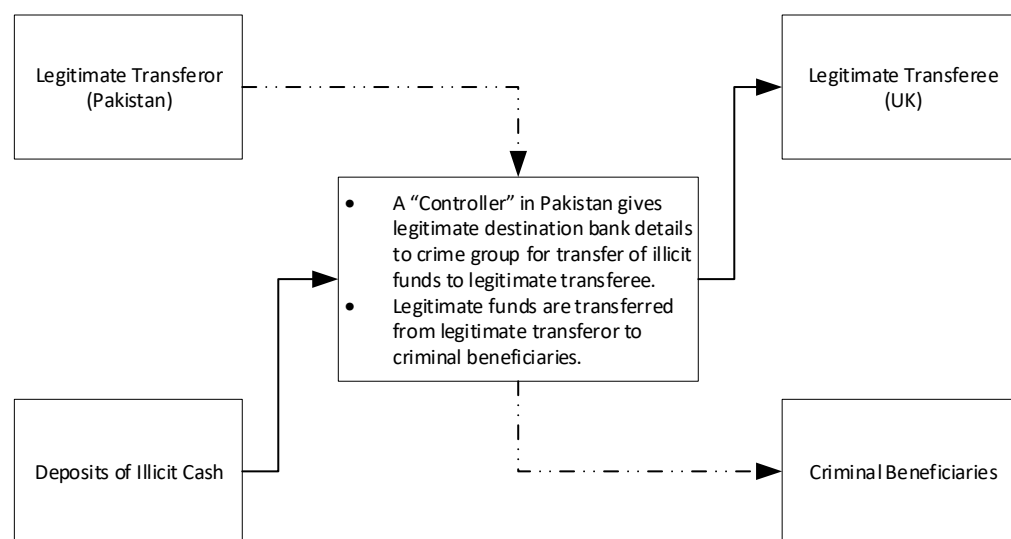 Legitimate Transferor
(Pakistan)
Legitimate Transferee
(UK)
• A “Controller” in Pakistan gives
legitimate destination bank details
to crime group for transfer of illicit
funds to legitimate transferee.
• Legitimate funds are transferred
from legitimate transferor to
criminal beneficiaries.
Deposits of Illicit Cash
Criminal Beneficiaries